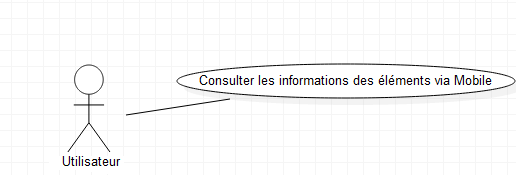 Consulter les informations des éléments via Mobile
Utilisateur